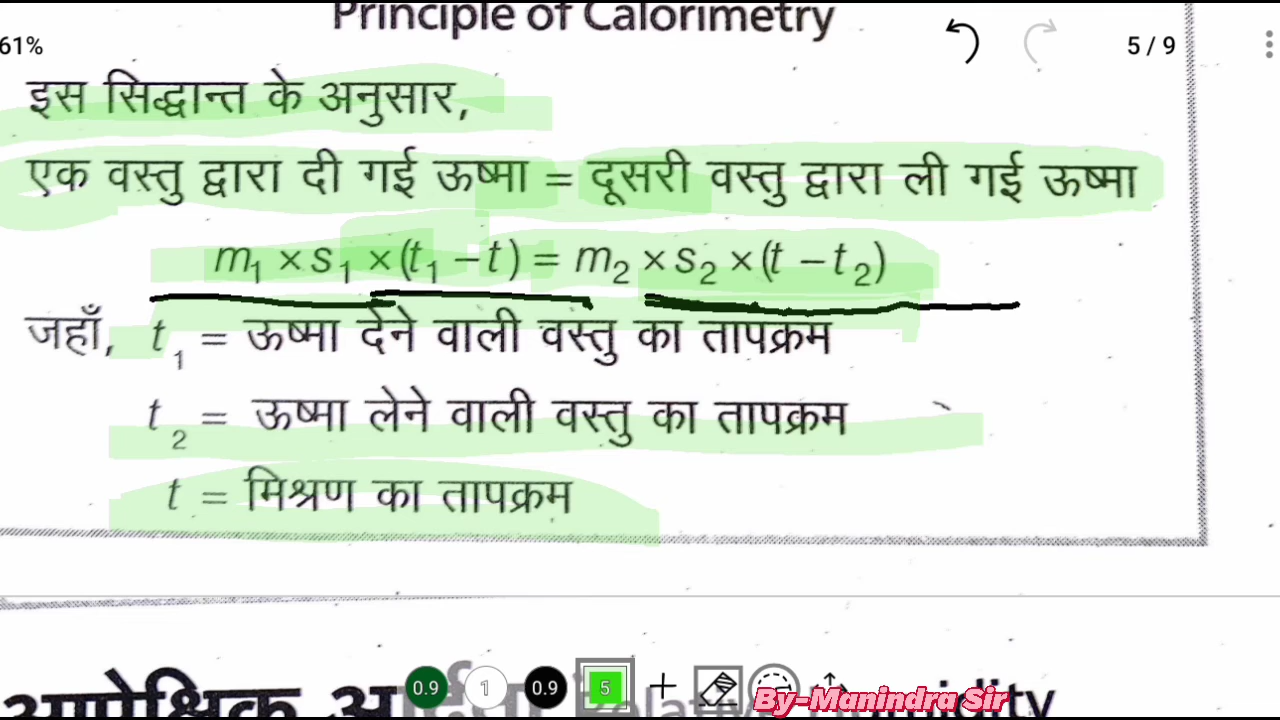 Principle of Calorimetry
61%
5 / 9
इस सिद्धान्त के अनुसार,
एक वस्तु द्वारा दी गई ऊष्मा = दूसरी वस्तु द्वारा ली गई ऊष्मा
m₁ × s₁ × (t₁ − t) = m₂ × s₂ × (t − t₂)
जहाँ, t₁ = ऊष्मा देने वाली वस्तु का तापक्रम
t₂ = ऊष्मा लेने वाली वस्तु का तापक्रम
t = मिश्रण का तापक्रम
0.9 1 0.9 5
By-Manindra Sir